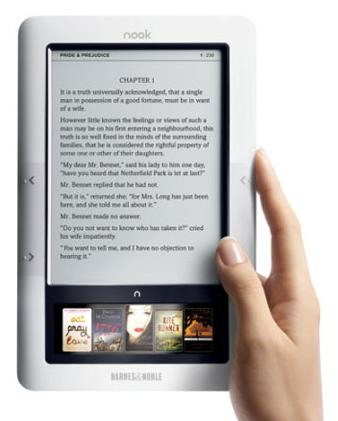 nook
PRIDE & PREJUDICE 1 / 230
CHAPTER 1
It is a truth universally acknowledged, that a single
man in possession of a good fortune, must be in want
of a wife.
However little known the feelings or views of such a
man may be on his first entering a neighbourhood, this
truth is so well fixed in the minds of the surrounding
families, that he is considered the rightful property of
some one or other of their daughters.
"My dear Mr. Bennet," said his lady to him one day,
"have you heard that Netherfield Park is let at last?"
Mr. Bennet replied that he had not.
"But it is," returned she; "for Mrs. Long has just been
here, and she told me all about it."
Mr. Bennet made no answer.
"Do you not want to know who has taken it?" cried
his wife impatiently.
"You want to tell me, and I have no objection to
hearing it."
eat
pray
love
KITE
RUNNER
BARNES&NOBLE